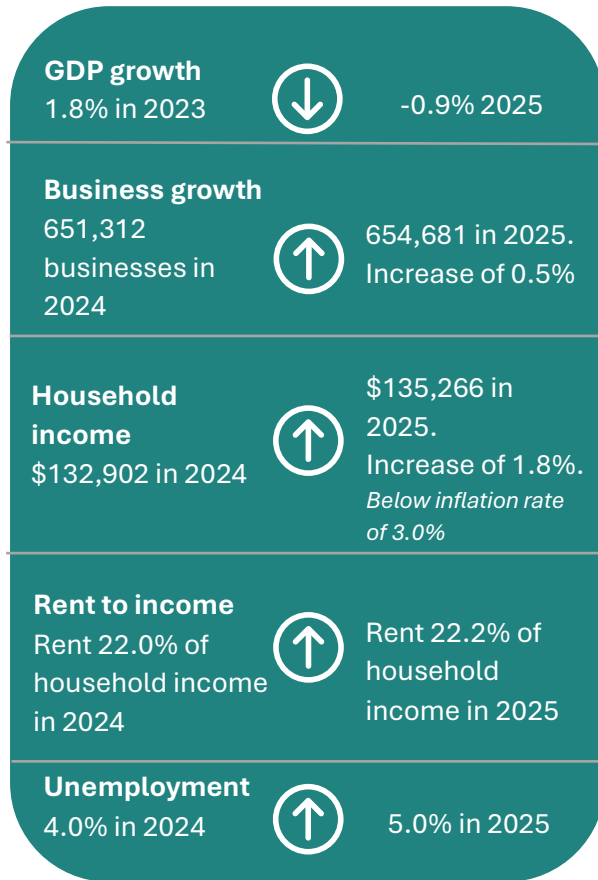 GDP growth
1.8% in 2023
-0.9% 2025
Business growth
651,312
businesses in
2024
654,681 in 2025.
Increase of 0.5%
Household
income
$132,902 in 2024
$135,266 in
2025.
Increase of 1.8%.
Below inflation rate
of 3.0%
Rent to income
Rent 22.0% of
household income
in 2024
Rent 22.2% of
household
income in 2025
Unemployment
4.0% in 2024
5.0% in 2025